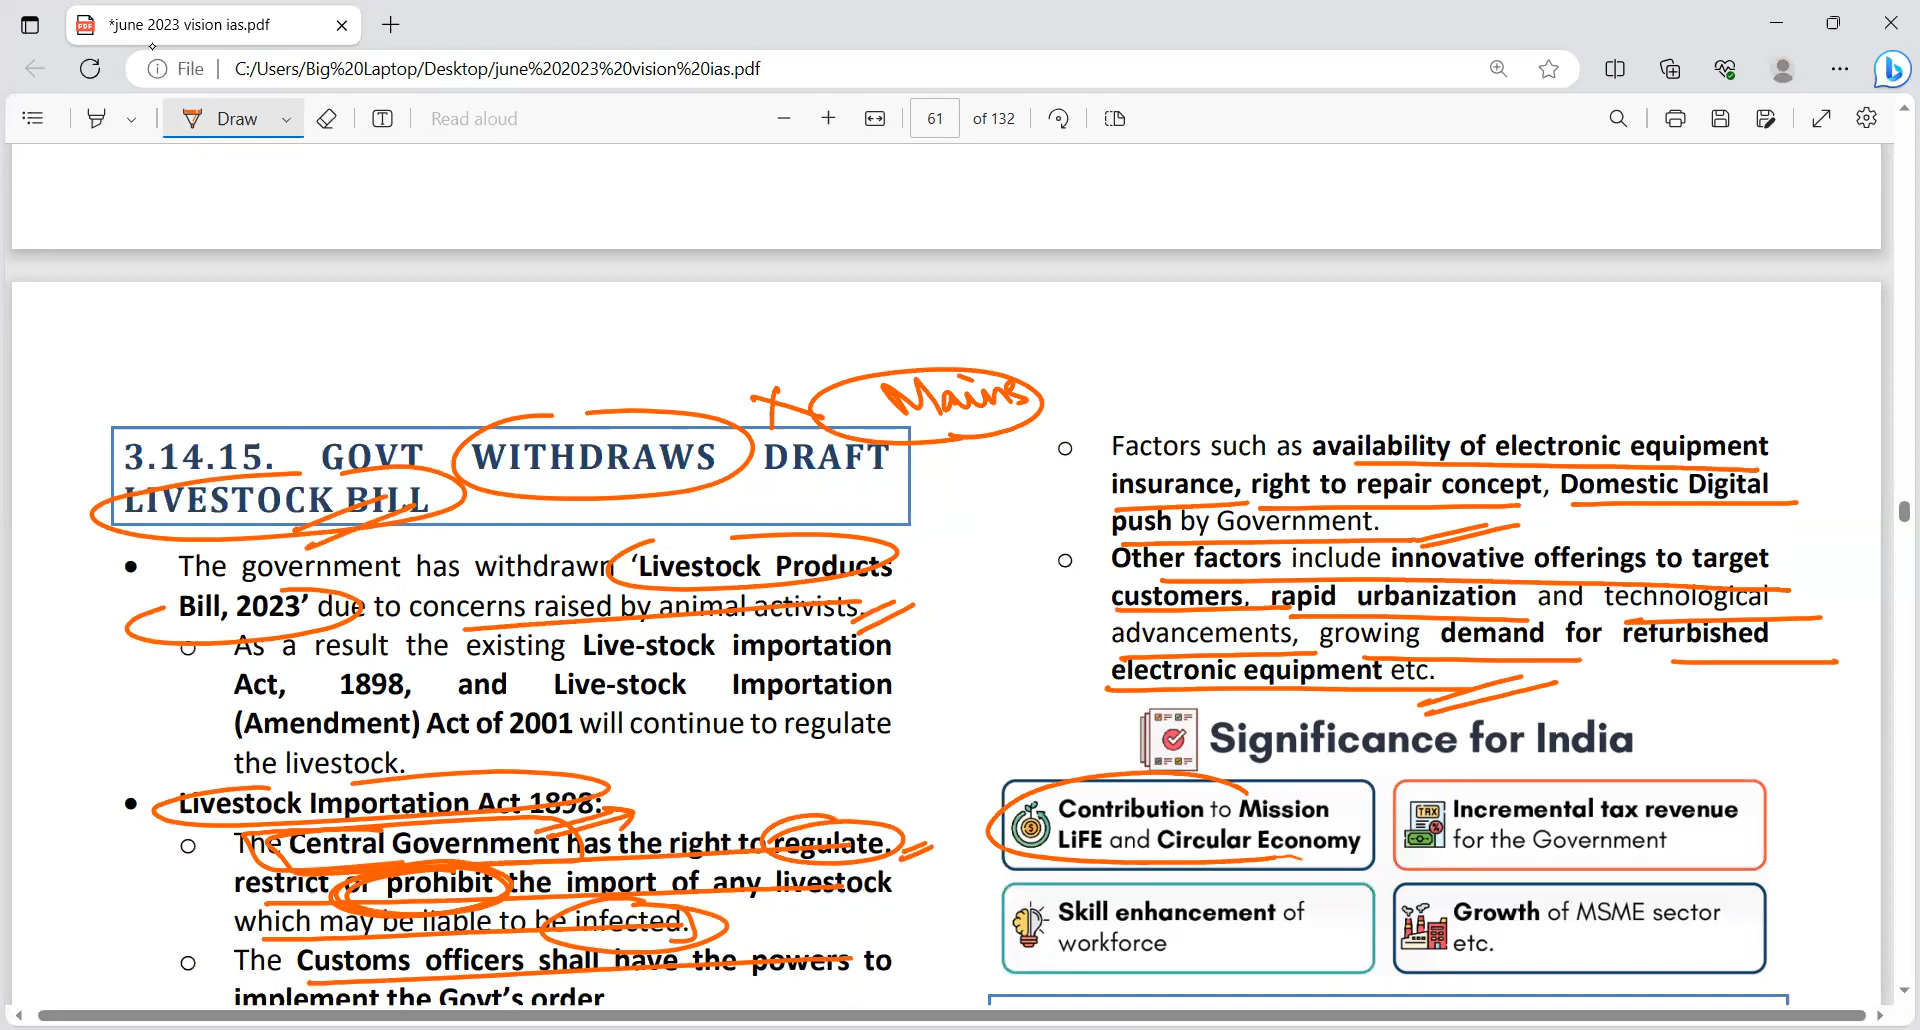 *june 2023 vision ias.pdf
File
C:/Users/Big%20Laptop/Desktop/june%202023%20vision%20ias.pdf
Draw
Read aloud
61 of 132
Mains
3.14.15. GOVT WITHDRAWS DRAFT
LIVESTOCK BILL
• The government has withdrawn ‘Livestock Products
Bill, 2023’ due to concerns raised by animal activists.
o As a result the existing Live-stock importation
Act, 1898, and Live-stock Importation
(Amendment) Act of 2001 will continue to regulate
the livestock.
• Livestock Importation Act 1898:
o The Central Government has the right to regulate,
restrict or prohibit the import of any livestock
which may be liable to be infected.
o The Customs officers shall have the powers to
implement the Govt’s order
o Factors such as availability of electronic equipment
insurance, right to repair concept, Domestic Digital
push by Government.
o Other factors include innovative offerings to target
customers, rapid urbanization and technological
advancements, growing demand for refurbished
electronic equipment etc.
Significance for India
Contribution to Mission
LiFE and Circular Economy
TAX
Incremental tax revenue
for the Government
Skill enhancement of
workforce
Growth of MSME sector
etc.